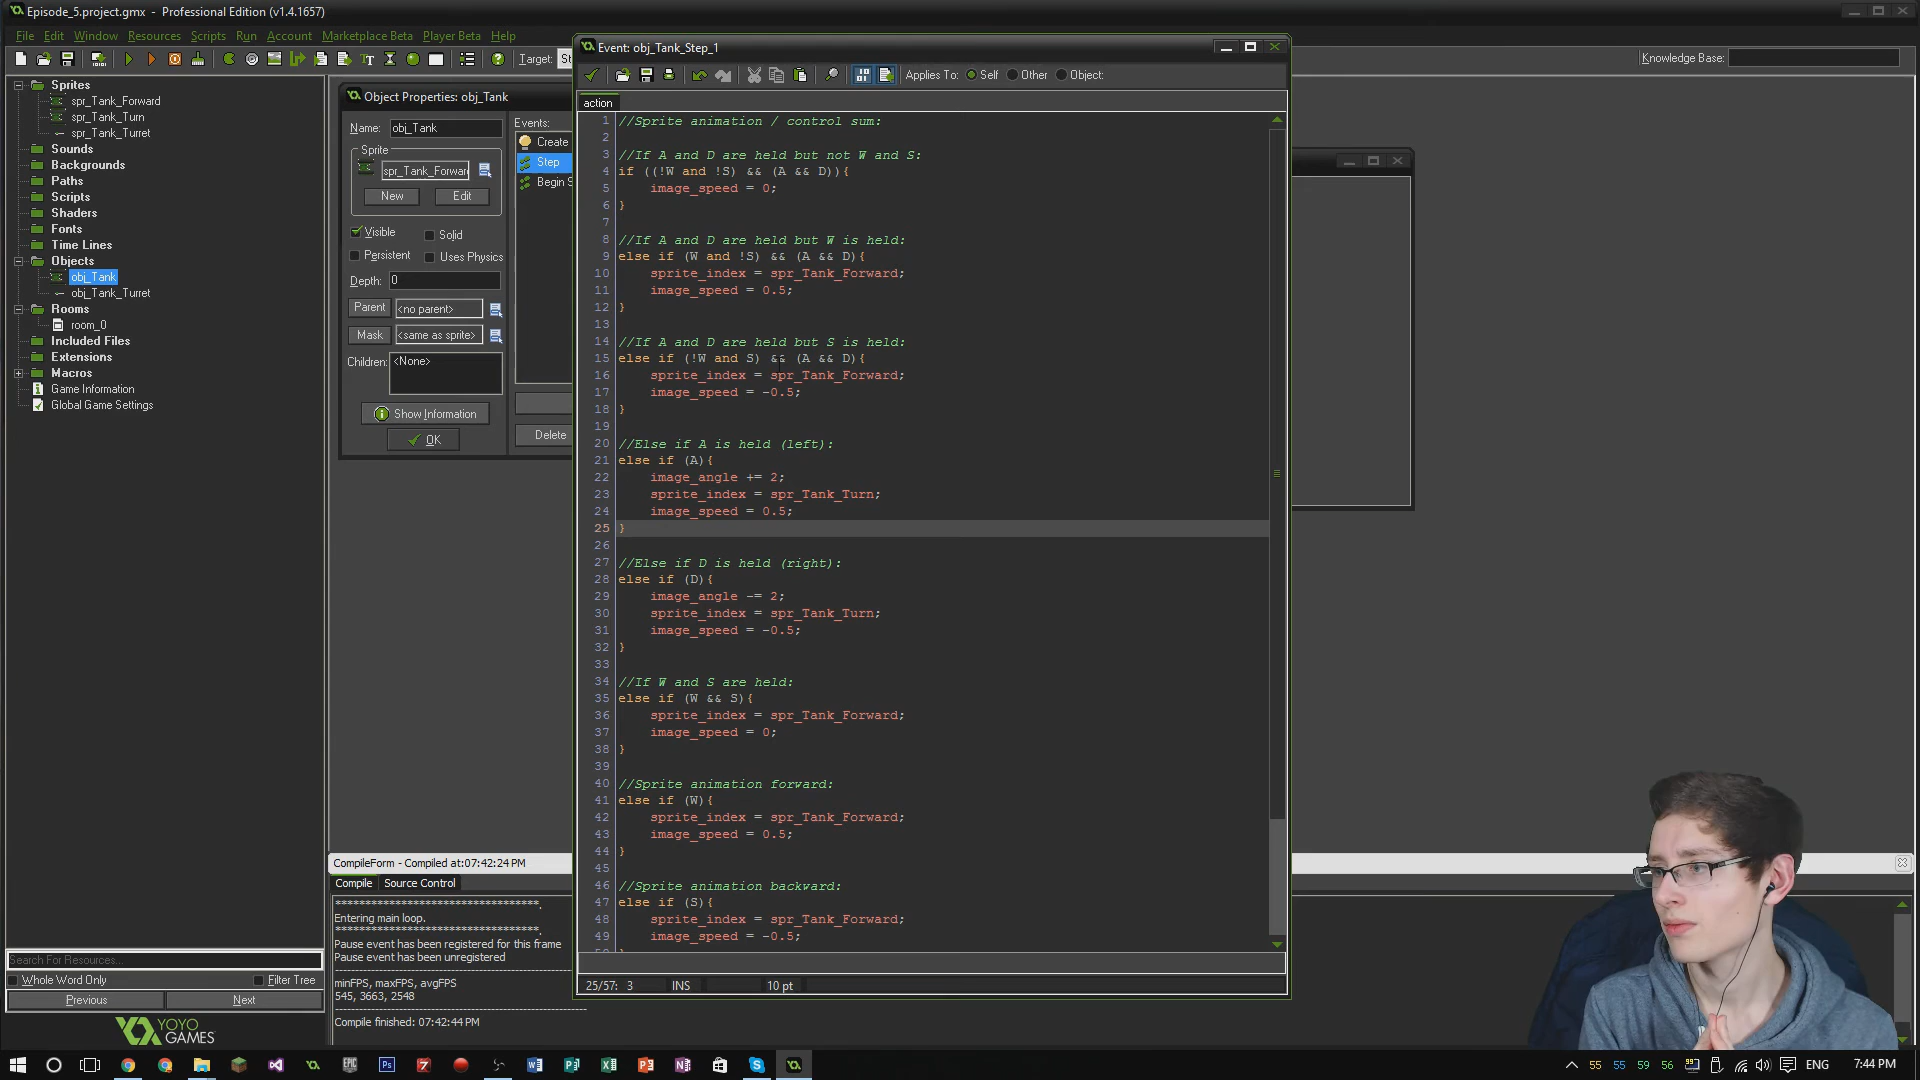 Episode_5.project.gmx - Professional Edition (v1.4.1657)
File Edit Window Resources Scripts Run Account Marketplace Beta Player Beta Help
Target:
Knowledge Base:
Sprites
spr_Tank_Forward
spr_Tank_Turn
spr_Tank_Turret
Sounds
Backgrounds
Paths
Scripts
Shaders
Fonts
Time Lines
Objects
obj_Tank
obj_Tank_Turret
Rooms
room_0
Included Files
Extensions
Macros
Game Information
Global Game Settings
Search For Resources...
Whole Word Only Filter Tree
Previous Next
YOYO
GAMES
Object Properties: obj_Tank
Name: obj_Tank
Sprite
spr_Tank_Forward
New Edit
Visible Solid
Persistent Uses Physics
Depth: 0
Parent <no parent>
Mask <same as sprite>
Children: <None>
Show Information
OK
Events:
Create
Step
Begin S
Delete
Event: obj_Tank_Step_1
Applies To: Self Other Object:
action
1 //Sprite animation / control sum:
2
3 //If A and D are held but not W and S:
4 if ((!W and !S) && (A && D)){
5 image_speed = 0;
6 }
7
8 //If A and D are held but W is held:
9 else if (W and !S) && (A && D){
10 sprite_index = spr_Tank_Forward;
11 image_speed = 0.5;
12 }
13
14 //If A and D are held but S is held:
15 else if (!W and S) && (A && D){
16 sprite_index = spr_Tank_Forward;
17 image_speed = -0.5;
18 }
19
20 //Else if A is held (left):
21 else if (A){
22 image_angle += 2;
23 sprite_index = spr_Tank_Turn;
24 image_speed = 0.5;
25 }
26
27 //Else if D is held (right):
28 else if (D){
29 image_angle -= 2;
30 sprite_index = spr_Tank_Turn;
31 image_speed = -0.5;
32 }
33
34 //If W and S are held:
35 else if (W && S){
36 sprite_index = spr_Tank_Forward;
37 image_speed = 0;
38 }
39
40 //Sprite animation forward:
41 else if (W){
42 sprite_index = spr_Tank_Forward;
43 image_speed = 0.5;
44 }
45
46 //Sprite animation backward:
47 else if (S){
48 sprite_index = spr_Tank_Forward;
49 image_speed = -0.5;
25/57: 3 INS 10 pt
CompileForm - Compiled at:07:42:24 PM
Compile Source Control
Entering main loop.
Pause event has been registered for this frame
Pause event has been unregistered
minFPS, maxFPS, avgFPS
545, 3663, 2548
Compile finished: 07:42:44 PM
55 55 59 56 ENG 7:44 PM